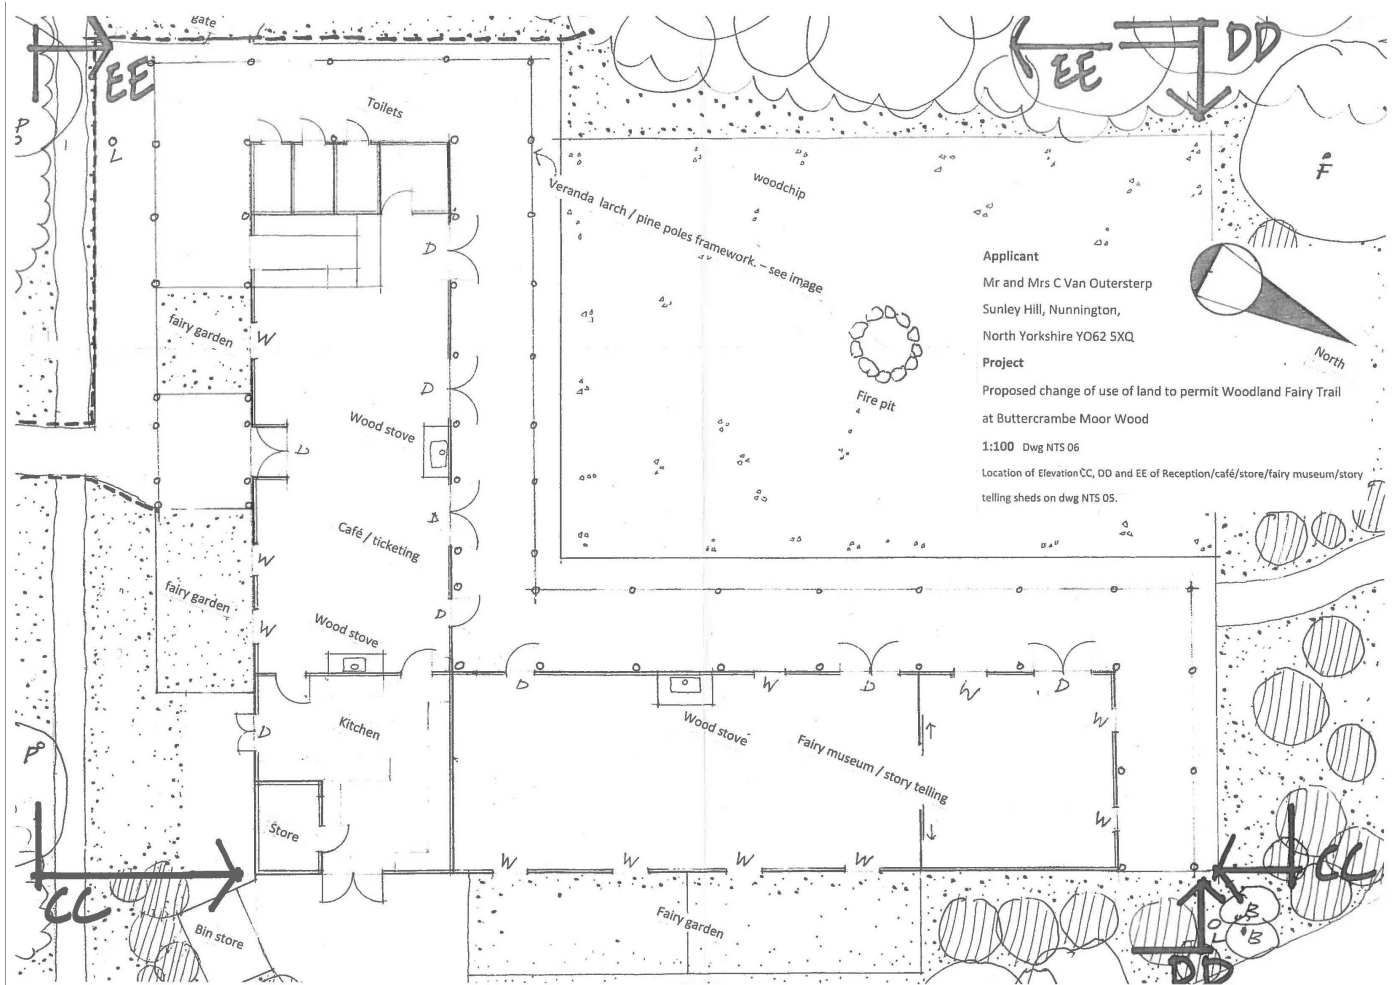 gate
EE
EE
DD
Toilets
P
L
F
woodchip
Veranda larch / pine poles framework. – see image
D
Applicant
Mr and Mrs C Van Outersterp
Sunley Hill, Nunnington,
North Yorkshire YO62 5XQ
Project
Proposed change of use of land to permit Woodland Fairy Trail
at Buttercrambe Moor Wood
1:100 Dwg NTS 06
Location of Elevation CC, DD and EE of Reception/café/store/fairy museum/story
telling sheds on dwg NTS 05.
North
fairy garden
W
D
Fire pit
Wood stove
D
D
Café / ticketing
W
fairy garden
W
D
Wood stove
D
W
D
W
D
Kitchen
D
Wood stove
Fairy museum / story telling
W
P
Store
W
W
W
W
W
CC
CC
Bin store
Fairy garden
L
B
B
DD